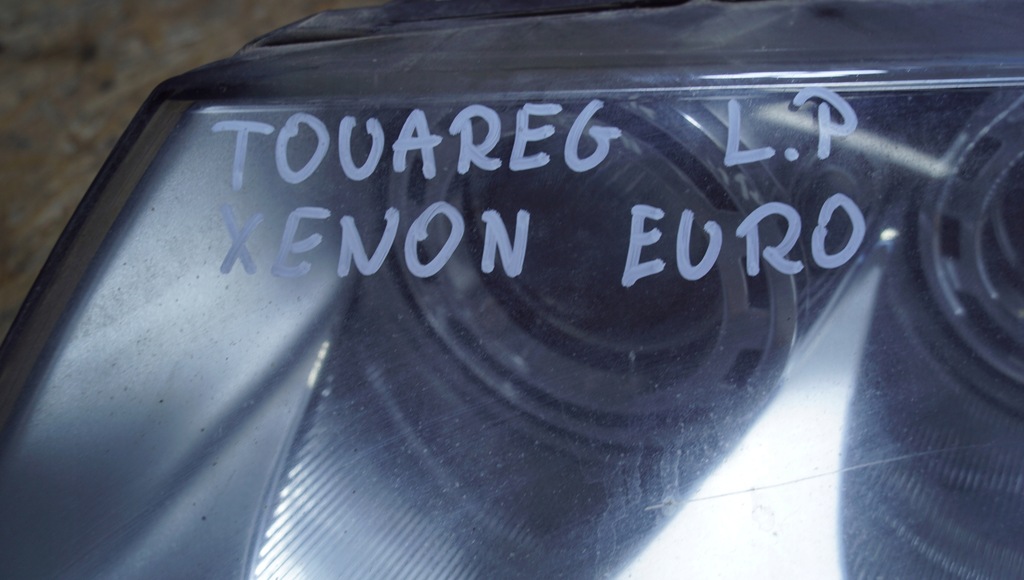 TOUAREG L.P
XENON EURO